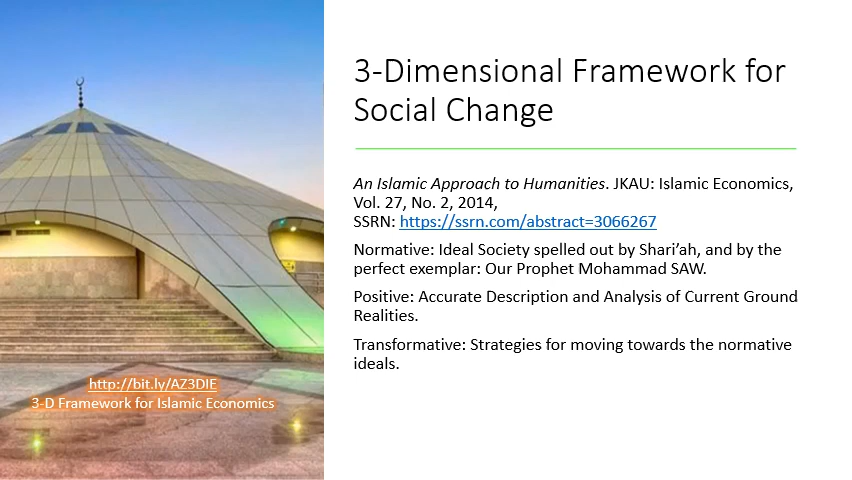 3-Dimensional Framework for
Social Change
An Islamic Approach to Humanities. JKAU: Islamic Economics,
Vol. 27, No. 2, 2014,
SSRN: https://ssrn.com/abstract=3066267
Normative: Ideal Society spelled out by Shari’ah, and by the
perfect exemplar: Our Prophet Mohammad SAW.
Positive: Accurate Description and Analysis of Current Ground
Realities.
Transformative: Strategies for moving towards the normative
ideals.
http://bit.ly/AZ3DIE
3-D Framework for Islamic Economics